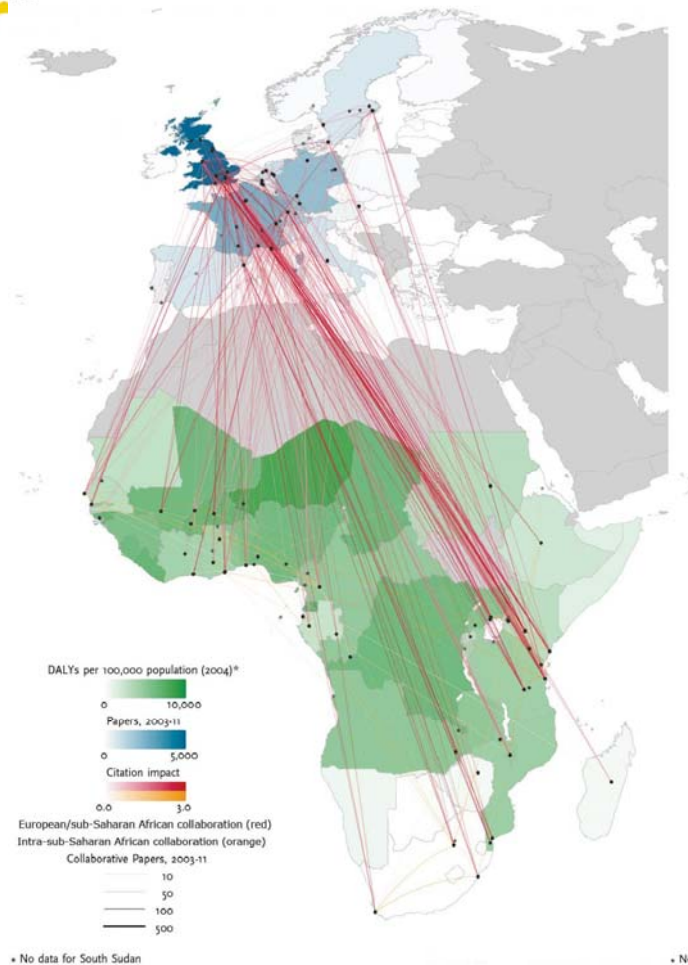 DALYs per 100,000 population (2004)*
0 10,000
Papers, 2003-11
0 5,000
Citation impact
0.0 3.0
European/sub-Saharan African collaboration (red)
Intra-sub-Saharan African collaboration (orange)
Collaborative Papers, 2003-11
10
50
100
500
* No data for South Sudan
* N